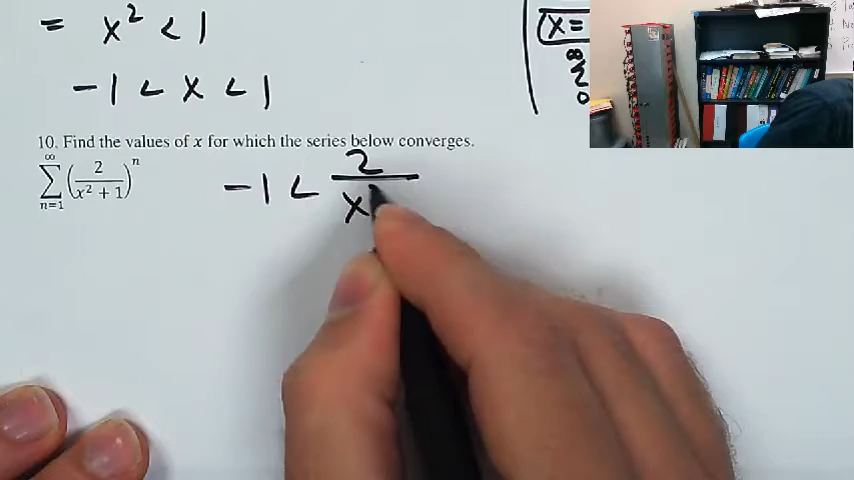 = x² < 1
-1 < x < 1
x =
∞
Σ
0
10. Find the values of x for which the series below converges.
∞
Σ (2/(x² + 1))ⁿ
n=1
-1 < 2/x